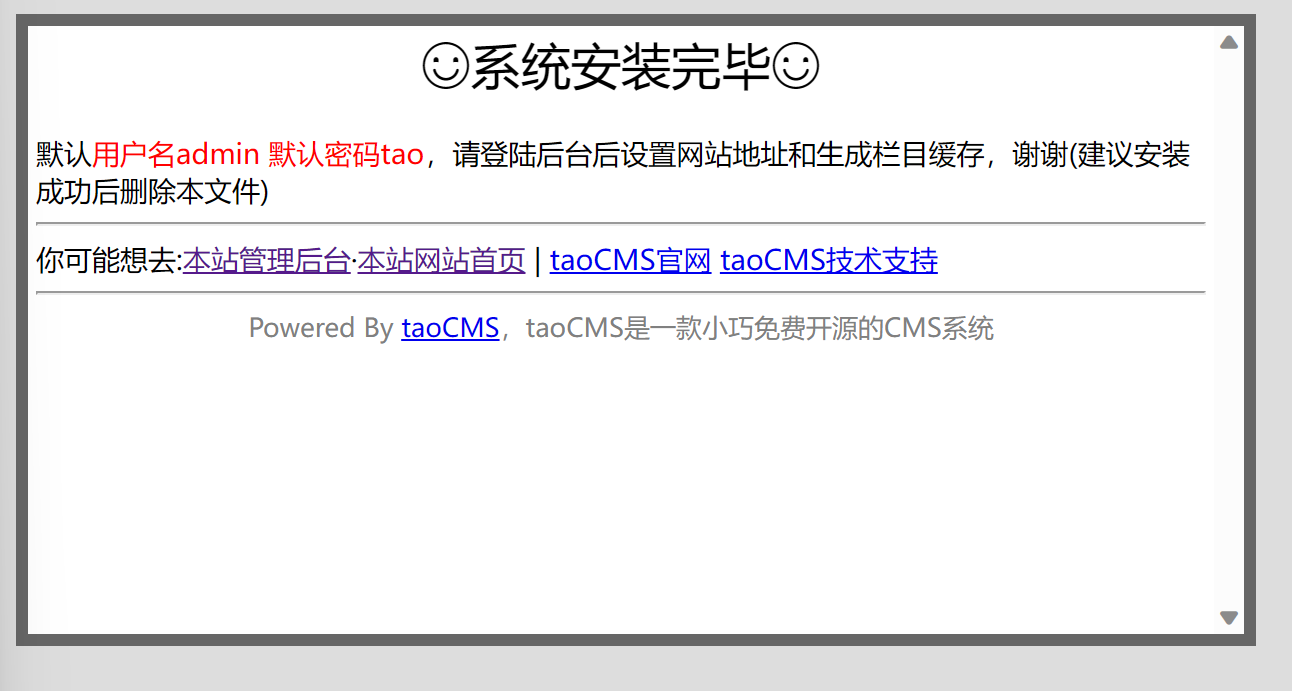 ☺系统安装完毕☺
默认用户名admin 默认密码tao，请登陆后台后设置网站地址和生成栏目缓存，谢谢(建议安装
成功后删除本文件)
你可能想去:本站管理后台·本站网站首页 | taoCMS官网 taoCMS技术支持
Powered By taoCMS，taoCMS是一款小巧免费开源的CMS系统